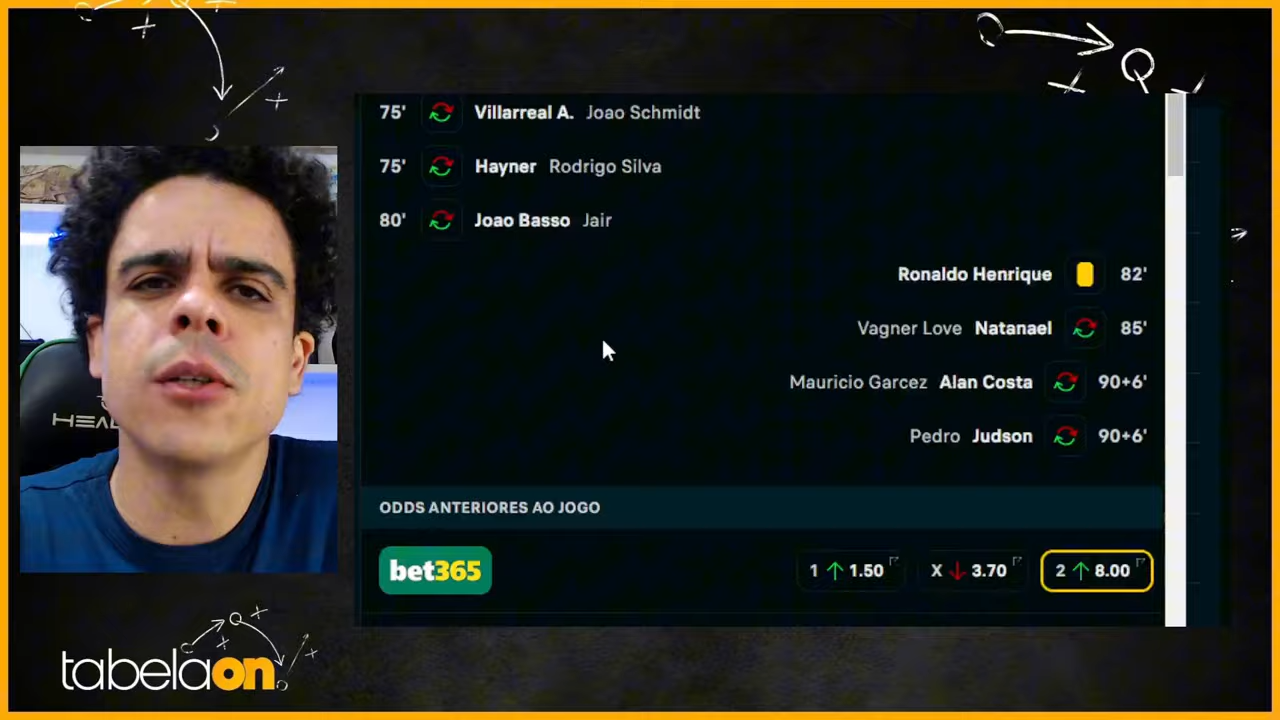 75' Villarreal A. Joao Schmidt
75' Hayner Rodrigo Silva
80' Joao Basso Jair
Ronaldo Henrique 82'
Vagner Love Natanael 85'
Mauricio Garcez Alan Costa 90+6'
Pedro Judson 90+6'
ODDS ANTERIORES AO JOGO
bet365 1 1.50 X 3.70 2 8.00
tabelaon